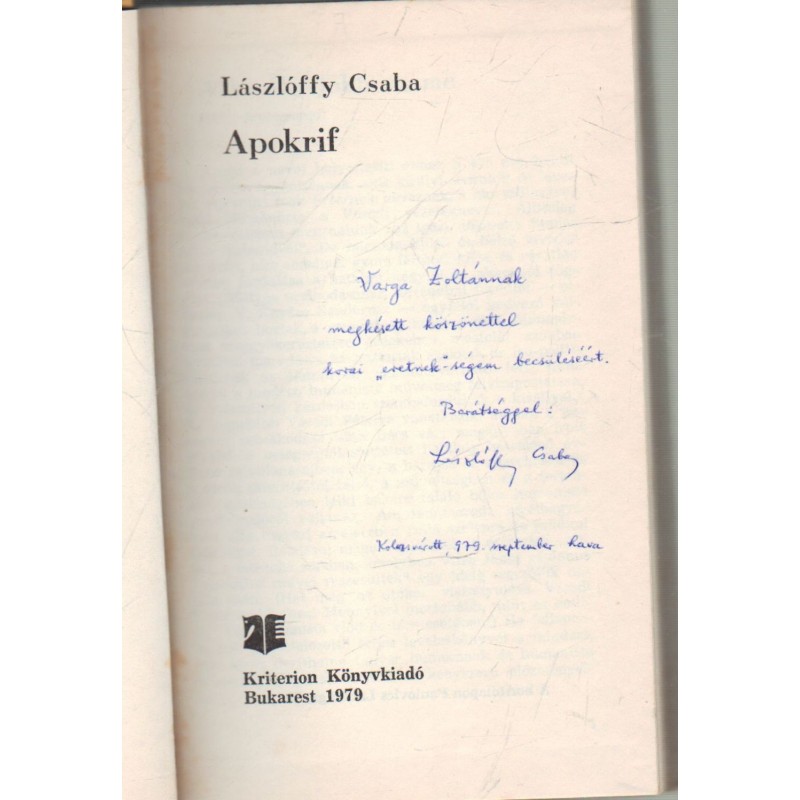 Lászlóffy Csaba
Apokrif
Varga Zoltánnak
megkésett köszönettel
korai „eretnek"-ségem becsüléséért.
Barátsággal:
Lászlóffy Csaba
Kolozsvárott, 979. szeptember hava
Kriterion Könyvkiadó
Bukarest 1979